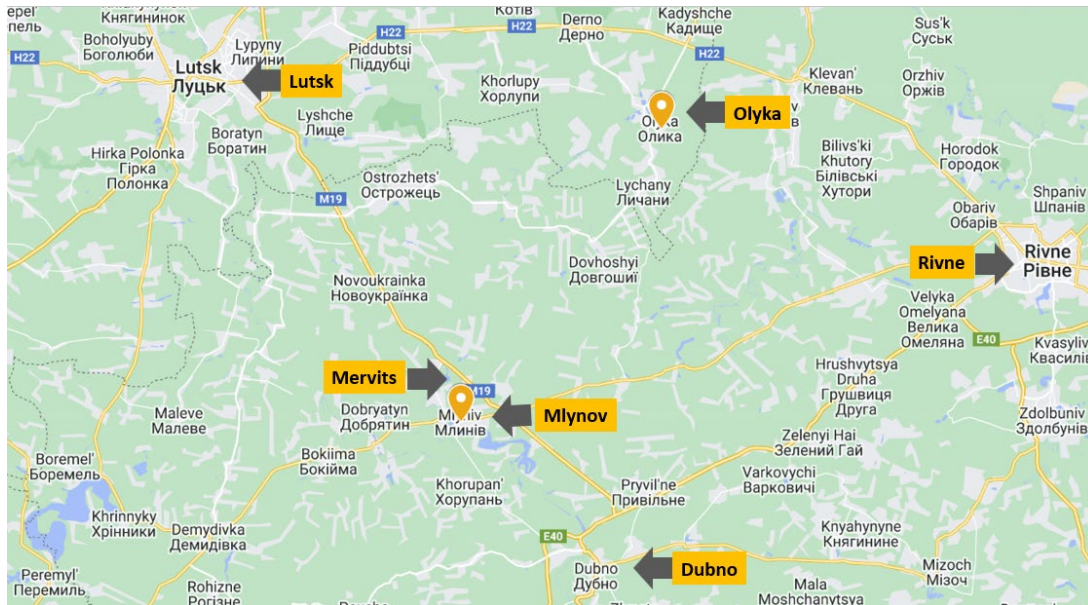 Knyahynynok
Княгининок
Котів
Derno
Дерно
Kadyshche
Кадище
Sus'k
Суськ
H22
Boholyuby
Боголюби
Lypyny
Липини
Piddubtsi
Піддубці
H22
H22
Lutsk
Луцьк
Lutsk
Khorlupy
Хорлупи
Klevan'
Клевань
Orzhiv
Оржів
Olyka
Олика
Olyka
Lyshche
Лище
Boratyn
Боратин
Hirka Polonka
Гірка
Полонка
Bilivs'ki
Khutory
Білівські
Хутори
Horodok
Городок
Ostrozhets'
Острожець
M19
Lychany
Личани
Shpaniv
Шпанів
Obariv
Обарів
Rivne
Rivne
Рівне
Dovhoshyi
Довгошиї
Novoukrainka
Новоукраїнка
Velyka
Omelyana
Велика
Омеляна
E40
Kvasyliv
Квасилів
Mervits
M19
Hrushvytsya
Druha
Грушвиця
Друга
Mlyniv
Млинів
Mlynov
Maleve
Малеве
Dobryatyn
Добрятин
Zdolbuniv
Здолбунів
Zelenyi Hai
Зелений Гай
Bokiima
Бокійма
Boremel'
Боремель
Varkovychi
Варковичі
Khorupan'
Хорупань
Pryvil'ne
Привільне
Khrinnyky
Хрінники
Demydivka
Демидівка
Knyahynyne
Княгинине
E40
Dubno
Дубно
Dubno
Mizoch
Мізоч
Peremyl'
Перемиль
Rohizne
Рогізне
Mala
Moshchanytsya